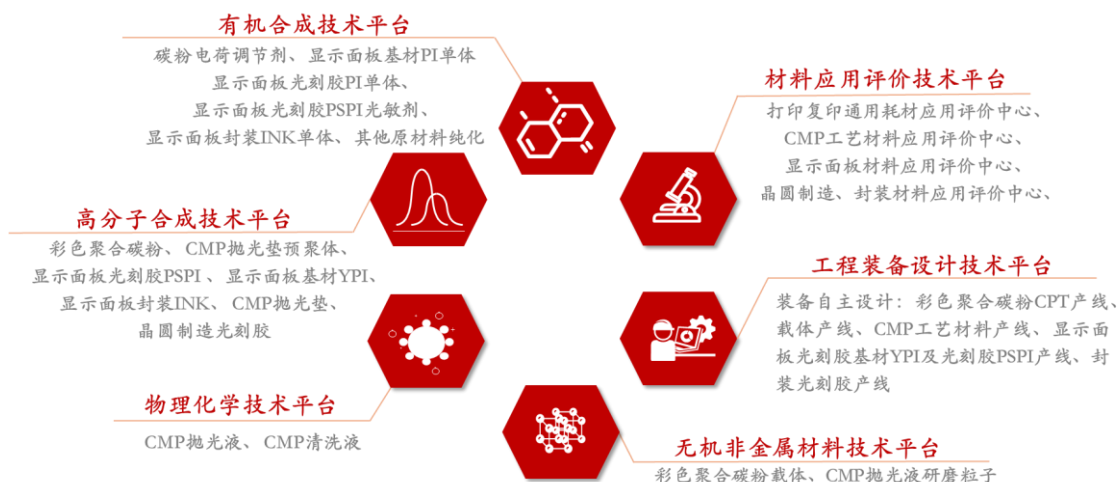 有机合成技术平台
碳粉电荷调节剂、显示面板基材PI单体
显示面板光刻胶PI单体、
显示面板光刻胶PSPI光敏剂、
显示面板封装INK单体、其他原材料纯化
材料应用评价技术平台
打印复印通用耗材应用评价中心、
CMP工艺材料应用评价中心、
显示面板材料应用评价中心、
晶圆制造、封装材料应用评价中心、
高分子合成技术平台
彩色聚合碳粉、CMP抛光垫预聚体、
显示面板光刻胶PSPI、显示面板基材YPI、
显示面板封装INK、CMP抛光垫、
晶圆制造光刻胶
工程装备设计技术平台
装备自主设计：彩色聚合碳粉CPT产线、
载体产线、CMP工艺材料产线、显示面
板光刻胶基材YPI及光刻胶PSPI产线、封
装光刻胶产线
物理化学技术平台
CMP抛光液、CMP清洗液
无机非金属材料技术平台
彩色聚合碳粉载体、CMP抛光液研磨粒子